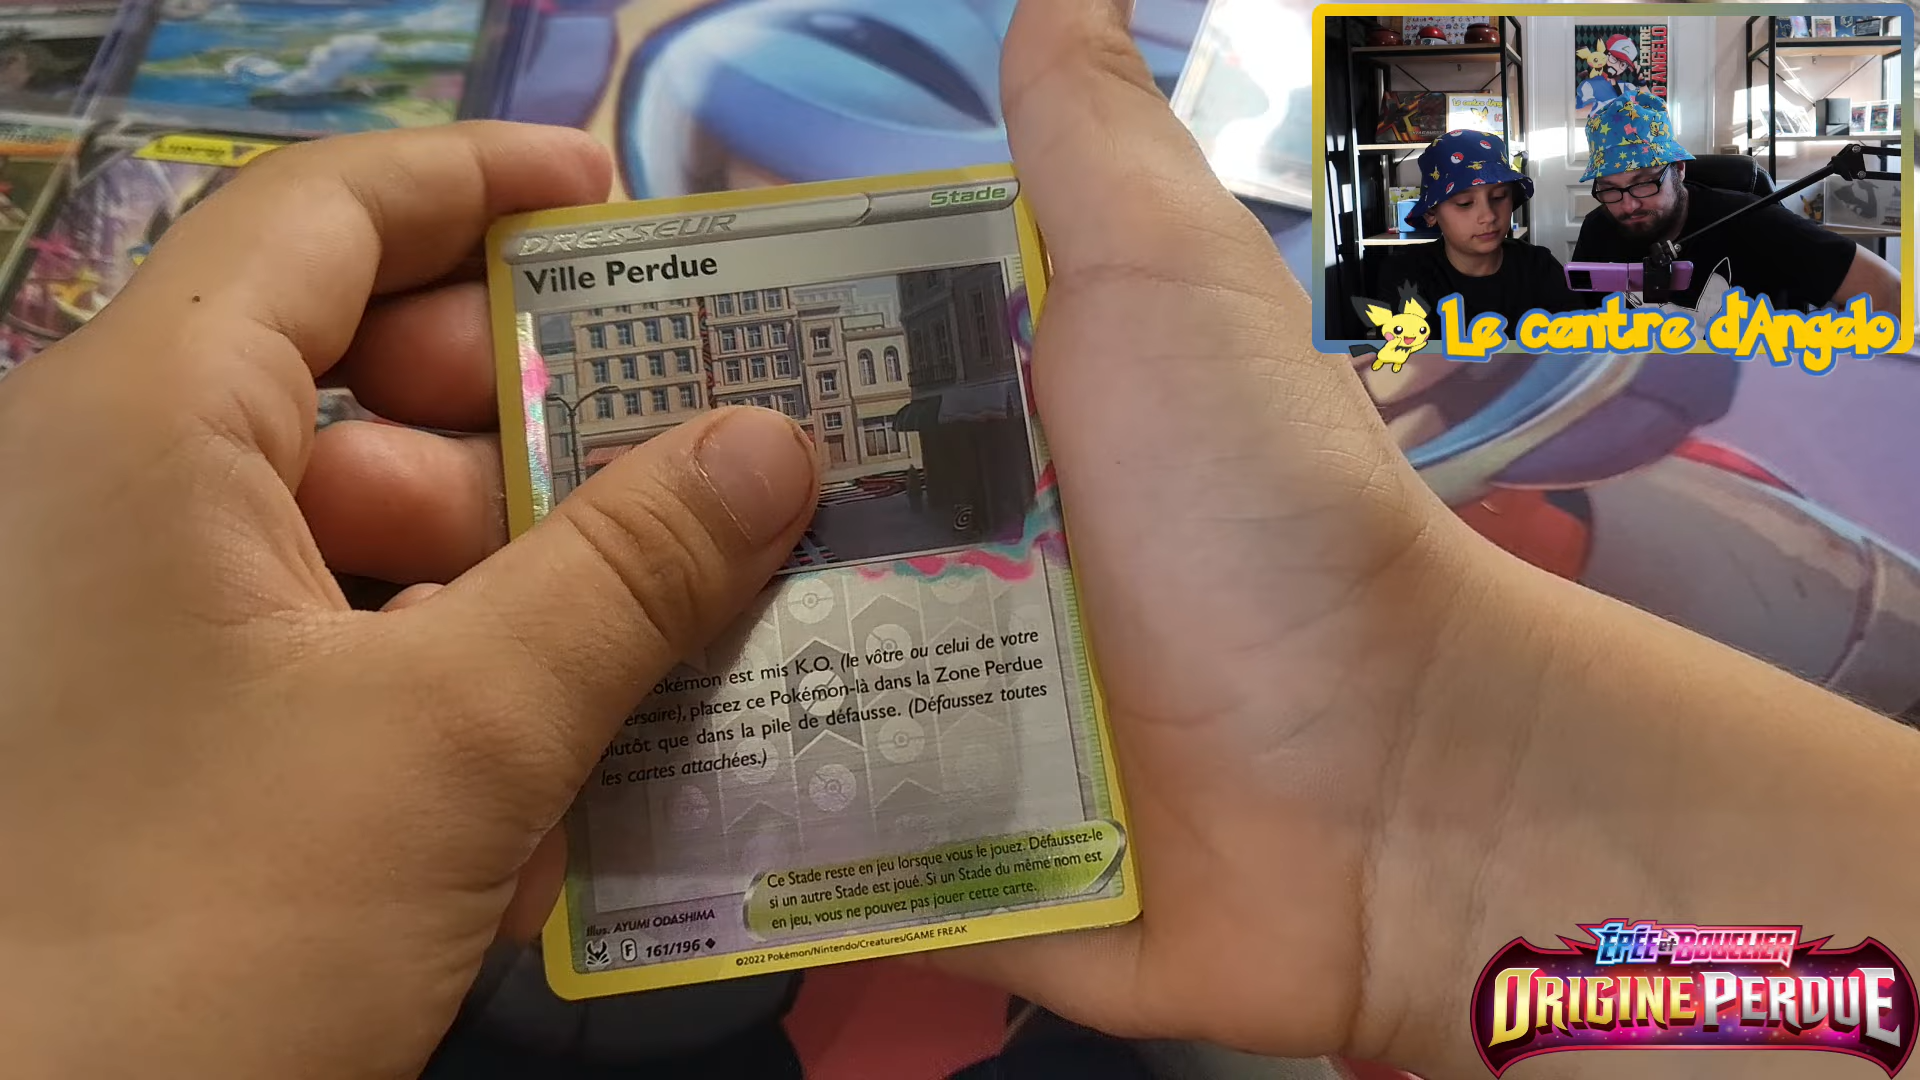 DRESSEUR
Stade
Ville Perdue
okémon est mis K.O. (le vôtre ou celui de votre
ersaire), placez ce Pokémon-là dans la Zone Perdue
plutôt que dans la pile de défausse. (Défaussez toutes
les cartes attachées.)
Ce Stade reste en jeu lorsque vous le jouez. Défaussez-le
si un autre Stade est joué. Si un Stade du même nom est
en jeu, vous ne pouvez pas jouer cette carte.
Illus. AYUMI ODASHIMA
F 161/196
©2022 Pokémon/Nintendo/Creatures/GAME FREAK
LE CENTRE
D'ANGELO
Le centre d'Angelo
ÉPÉE et BOUCLIER
ORIGINE PERDUE